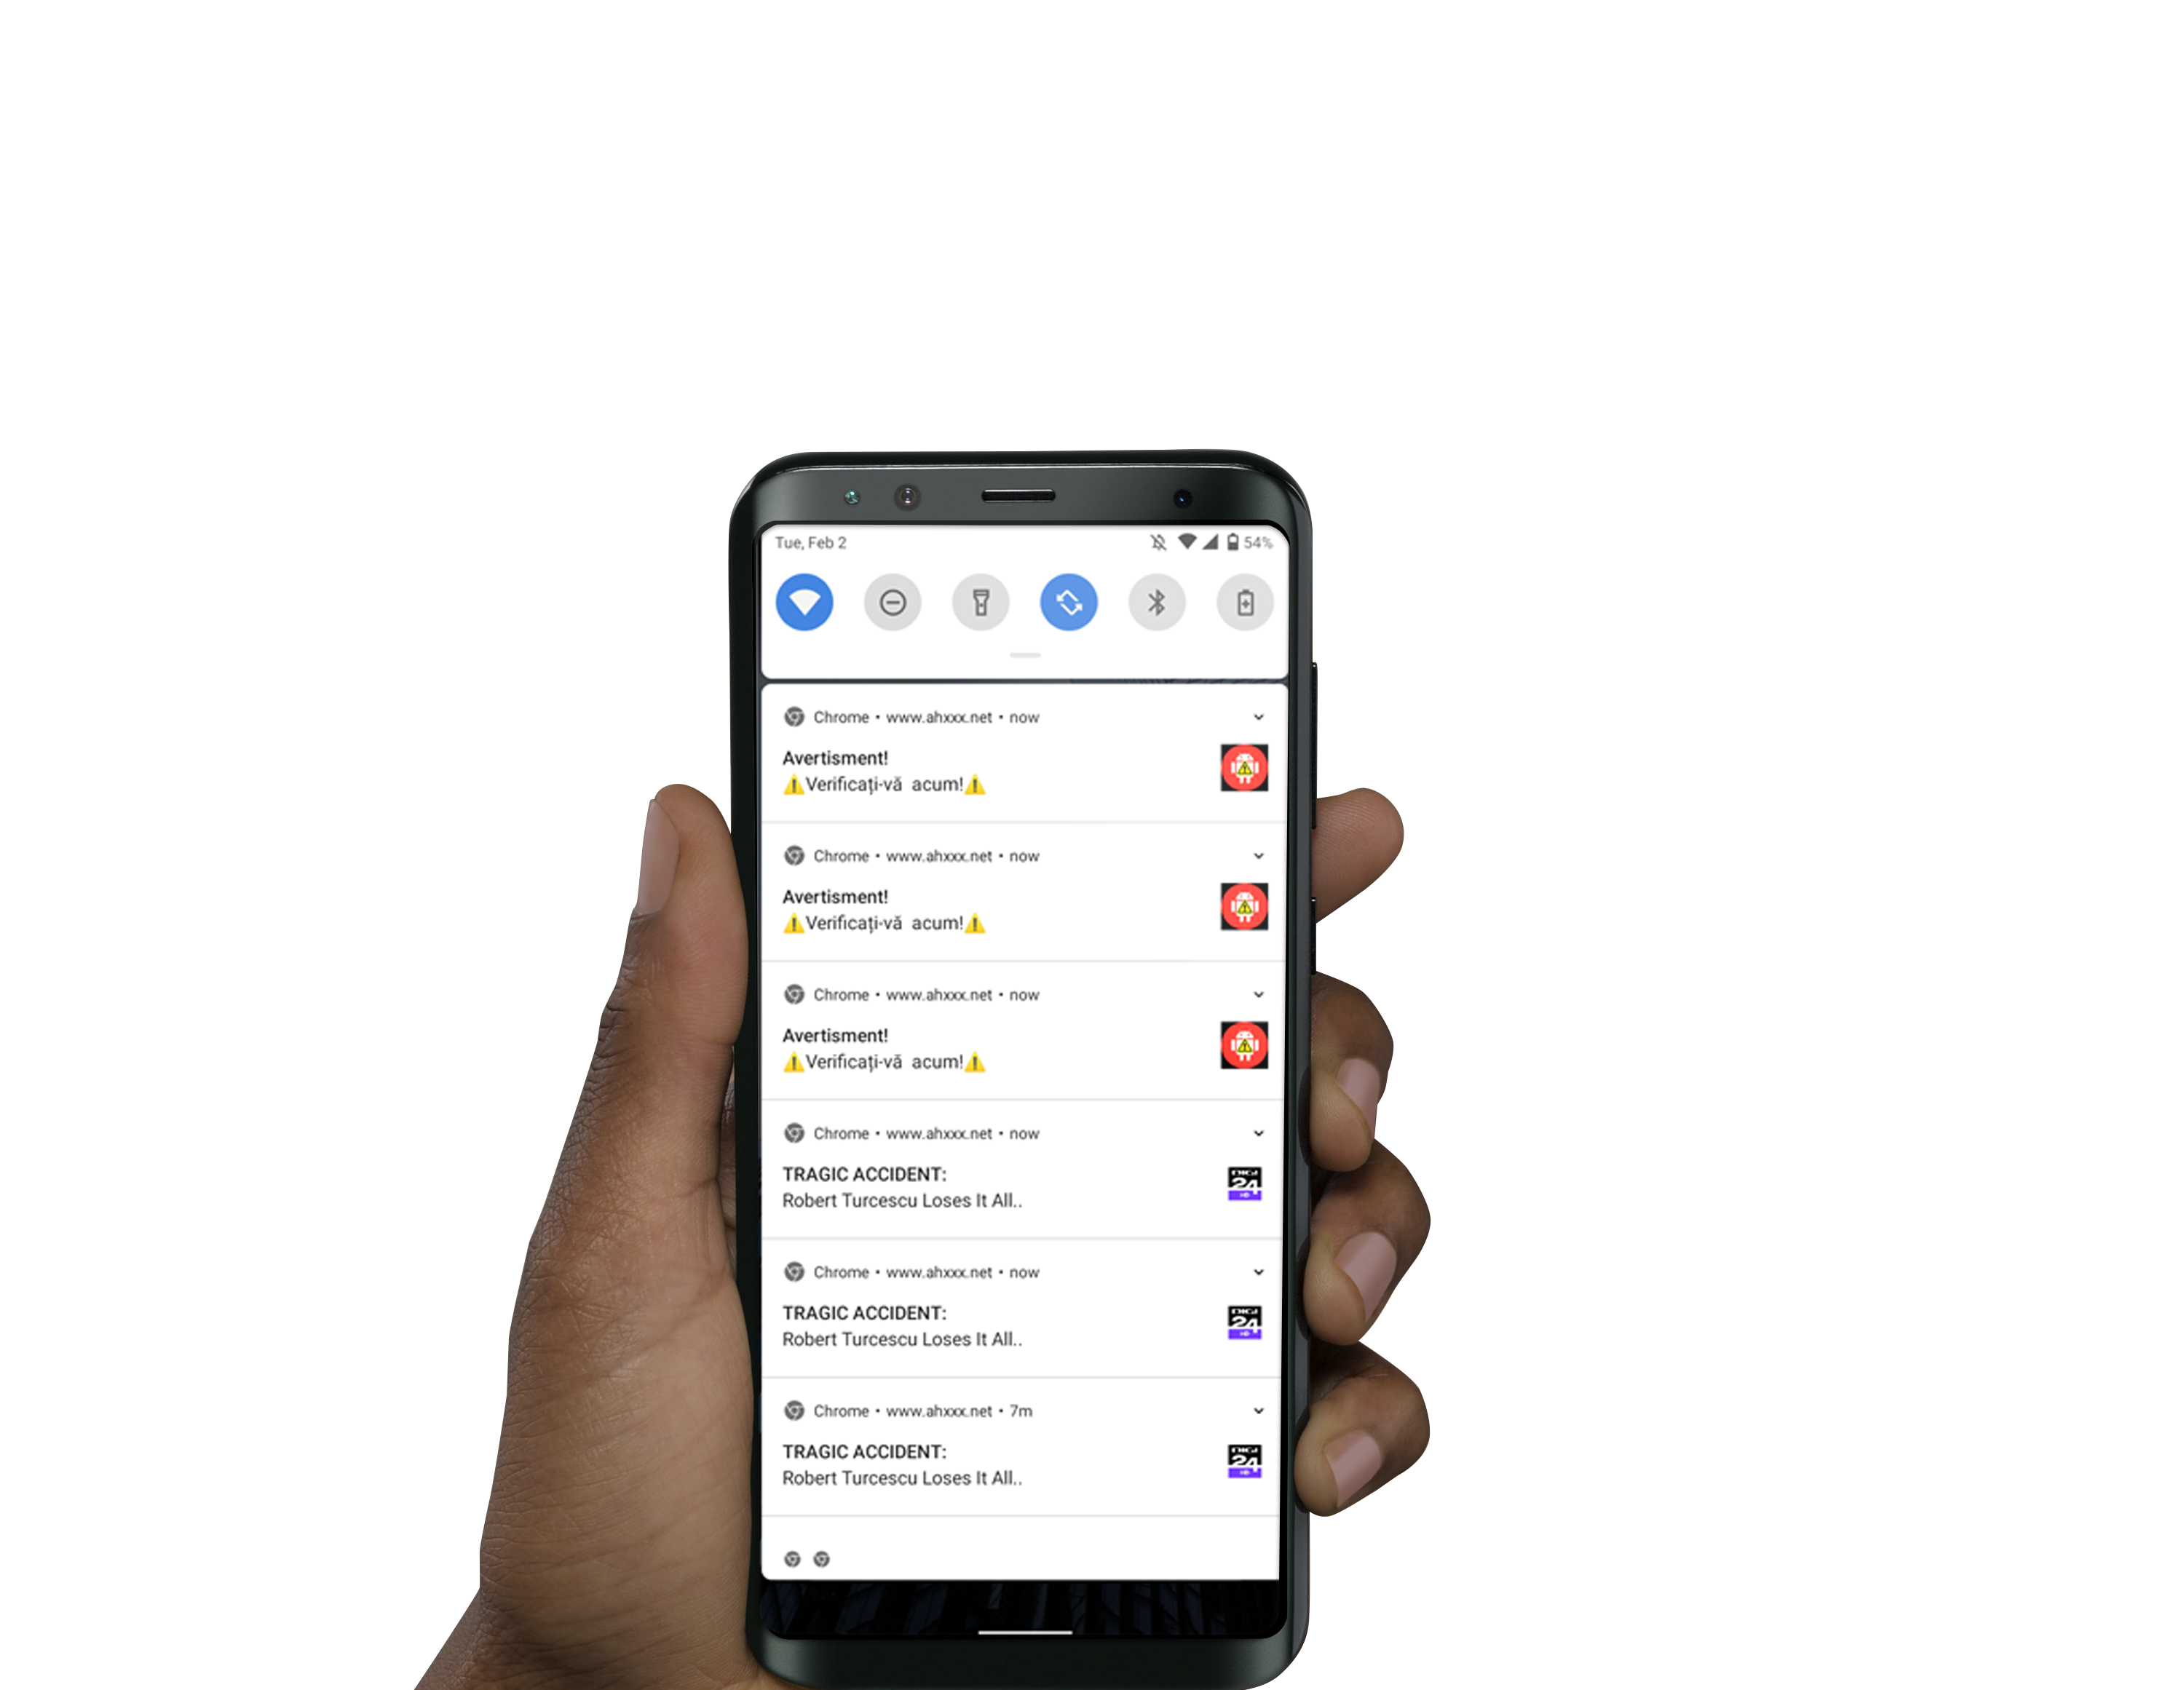 Tue, Feb 2
54%
Chrome • www.ahxxx.net • now
Avertisment!
⚠️Verificați-vă acum!⚠️
Chrome • www.ahxxx.net • now
Avertisment!
⚠️Verificați-vă acum!⚠️
Chrome • www.ahxxx.net • now
Avertisment!
⚠️Verificați-vă acum!⚠️
Chrome • www.ahxxx.net • now
TRAGIC ACCIDENT:
Robert Turcescu Loses It All..
DIGI
24
HD
Chrome • www.ahxxx.net • now
TRAGIC ACCIDENT:
Robert Turcescu Loses It All..
DIGI
24
HD
Chrome • www.ahxxx.net • 7m
TRAGIC ACCIDENT:
Robert Turcescu Loses It All..
DIGI
24
HD